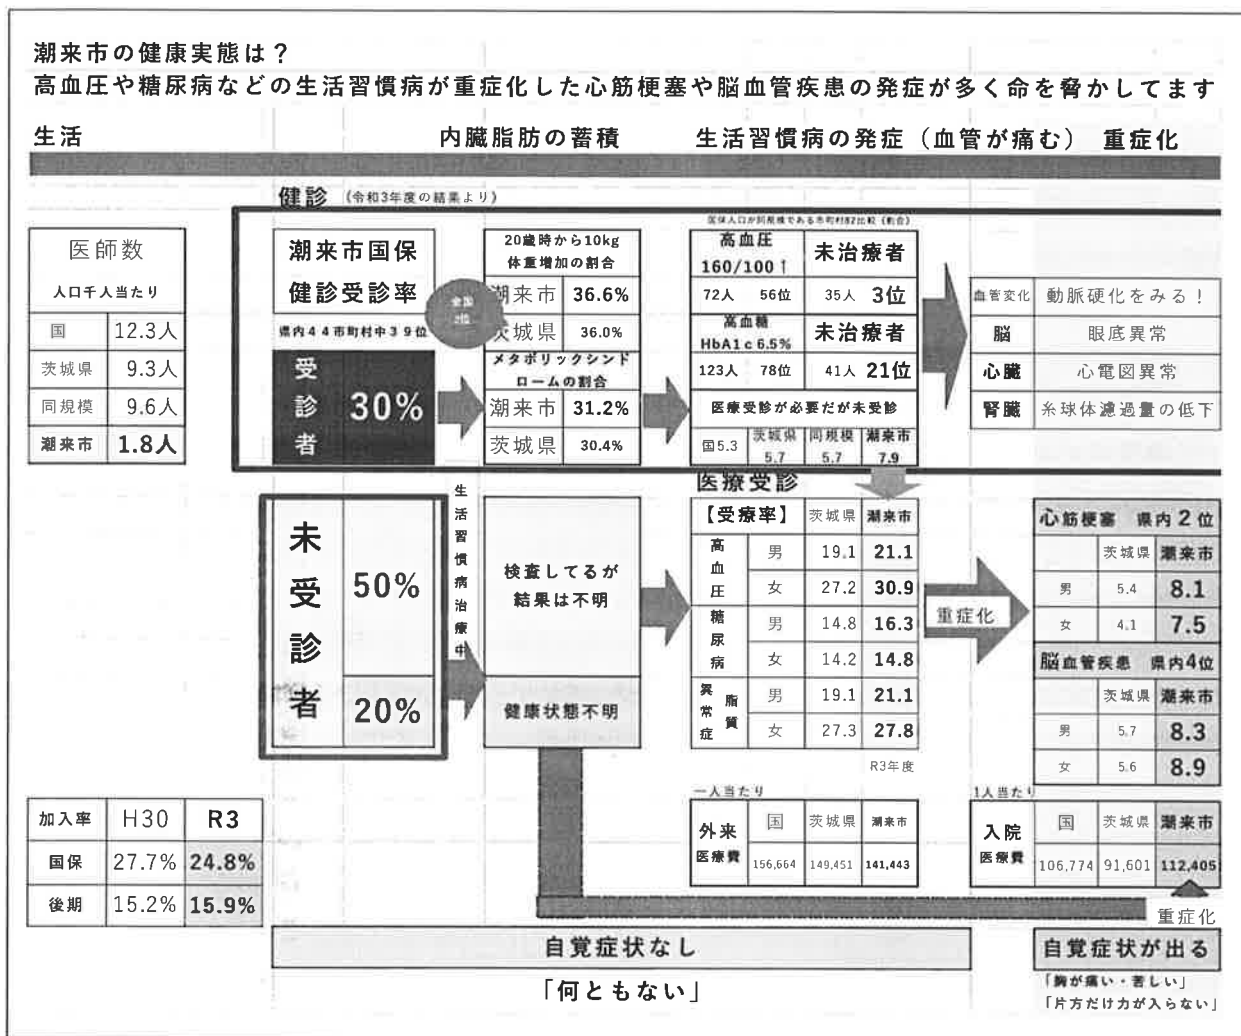 潮来市の健康実態は？
高血圧や糖尿病などの生活習慣病が重症化した心筋梗塞や脳血管疾患の発症が多く命を脅かしてます
生活 内臓脂肪の蓄積 生活習慣病の発症（血管が痛む） 重症化
健診 （令和3年度の結果より）
医師数
人口千人当たり
国 12.3人
茨城県 9.3人
同規模 9.6人
潮来市 1.8人
潮来市国保
健診受診率
県内44市町村中39位
受診者 30%
全国
2位
20歳時から10kg
体重増加の割合
潮来市 36.6%
茨城県 36.0%
メタボリックシンド
ロームの割合
潮来市 31.2%
茨城県 30.4%
国保人口が同規模である市町村82比較（割合）
高血圧
160/100↑ 未治療者
72人 56位 35人 3位
高血糖
HbA1c 6.5% 未治療者
123人 78位 41人 21位
医療受診が必要だが未受診
国5.3 茨城県 5.7 同規模 5.7 潮来市 7.9
血管変化 動脈硬化をみる！
脳 眼底異常
心臓 心電図異常
腎臓 糸球体濾過量の低下
未受診者
50%
20%
生活習慣病治療中
検査してるが
結果は不明
健康状態不明
医療受診
【受療率】 茨城県 潮来市
高血圧 男 19.1 21.1
女 27.2 30.9
糖尿病 男 14.8 16.3
女 14.2 14.8
脂質異常症 男 19.1 21.1
女 27.3 27.8
R3年度
重症化
心筋梗塞 県内2位
茨城県 潮来市
男 5.4 8.1
女 4.1 7.5
脳血管疾患 県内4位
茨城県 潮来市
男 5.7 8.3
女 5.6 8.9
加入率 H30 R3
国保 27.7% 24.8%
後期 15.2% 15.9%
一人当たり
外来
医療費
国 茨城県 潮来市
156,664 149,451 141,443
1人当たり
入院
医療費
国 茨城県 潮来市
106,774 91,601 112,405
重症化
自覚症状なし
「何ともない」
自覚症状が出る
「胸が痛い・苦しい」
「片方だけ力が入らない」